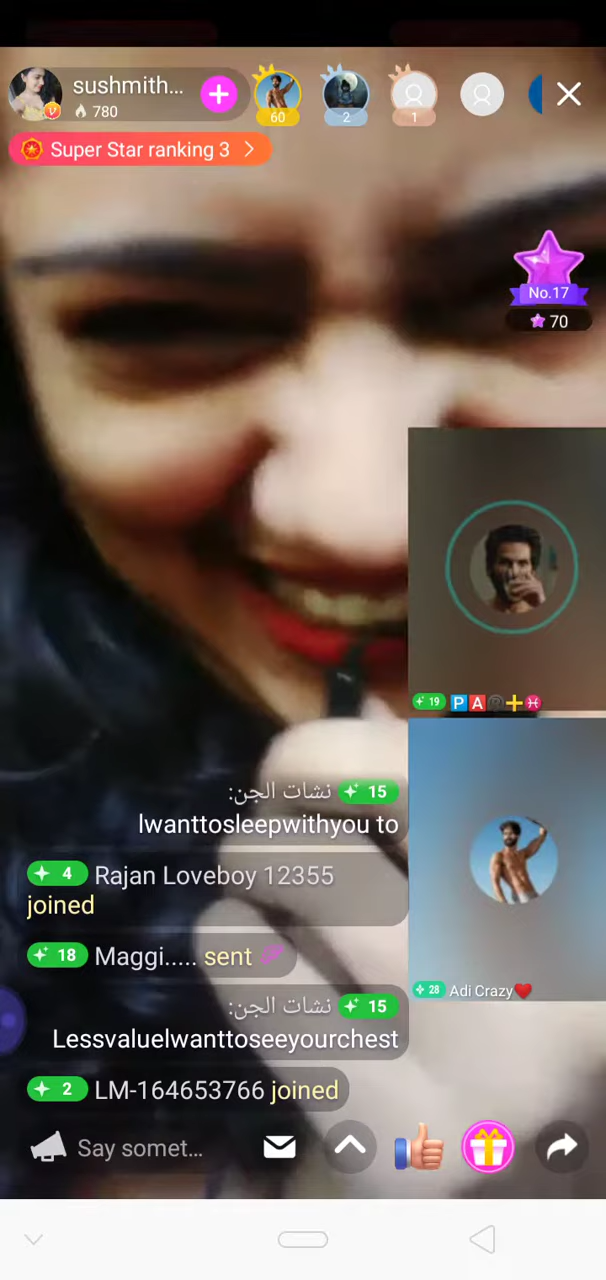 sushmith...
780
60
2
1
Super Star ranking 3
No.17
70
19 P A
نشات الجن: 15
Iwanttosleepwithyou to
4 Rajan Loveboy 12355
joined
18 Maggi..... sent
نشات الجن: 15
Lessvaluelwanttoseeyourchest
28 Adi Crazy
2 LM-164653766 joined
Say somet...